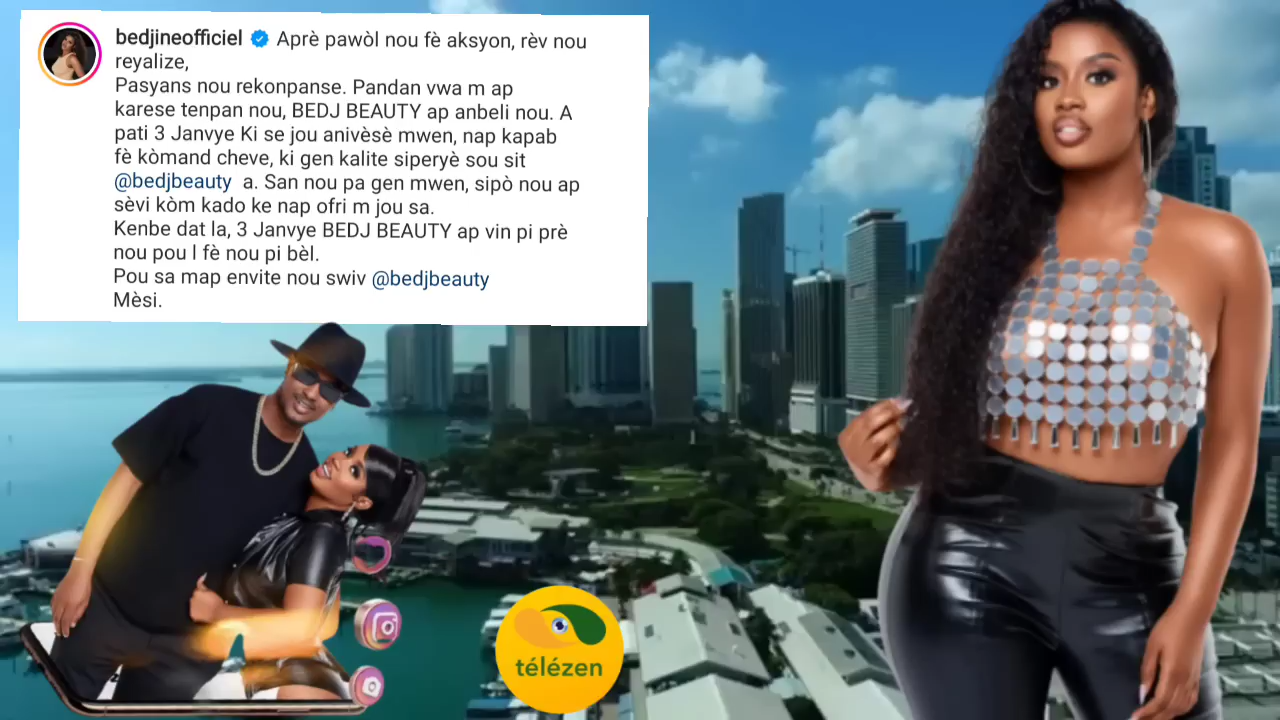 bedjineofficiel Aprè pawòl nou fè aksyon, rèv nou
reyalize,
Pasyans nou rekonpanse. Pandan vwa m ap
karese tenpan nou, BEDJ BEAUTY ap anbeli nou. A
pati 3 Janvye Ki se jou anivèsè mwen, nap kapab
fè kòmand cheve, ki gen kalite siperyè sou sit
@bedjbeauty a. San nou pa gen mwen, sipò nou ap
sèvi kòm kado ke nap ofri m jou sa.
Kenbe dat la, 3 Janvye BEDJ BEAUTY ap vin pi prè
nou pou l fè nou pi bèl.
Pou sa map envite nou swiv @bedjbeauty
Mèsi.
télézen